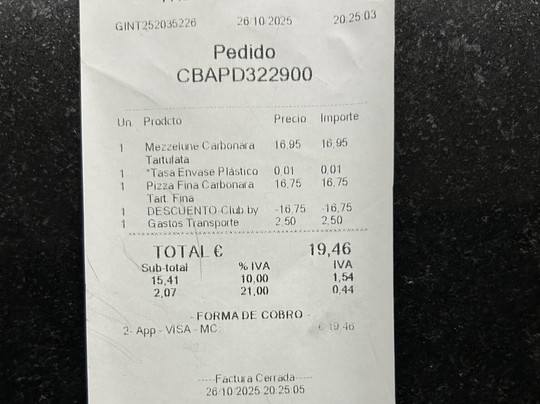 GINT252035226 26 10 2025 20:25:03
Pedido
CBAPD322900
Un. Prodcto Precio Importe
1 Mezzelune Carbonara 16,95 16,95
Tartufata
1 *Tasa Envase Plástico 0,01 0,01
1 Pizza Fina Carbonara 16,75 16,75
Tart. Fina
1 DESCUENTO Club by -16,75 -16,75
1 Gastos Transporte 2,50 2,50
TOTAL € 19,46
Sub-total % IVA IVA
15,41 10,00 1,54
2,07 21,00 0,44
- FORMA DE COBRO -
2- App - VISA - MC: € 19,46
-----Factura Cerrada-----
26 10 2025 20:25:05